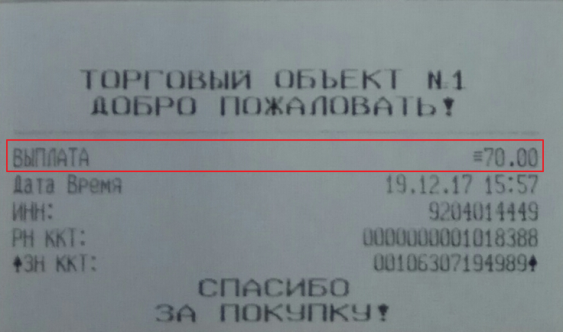 ТОРГОВЫЙ ОБЪЕКТ №1
ДОБРО ПОЖАЛОВАТЬ!
ВЫПЛАТА ≡70.00
Дата Время 19.12.17 15:57
ИНН: 9204014449
РН ККТ: 0000000001018388
♠ЗН ККТ: 00106307194989♠
СПАСИБО
ЗА ПОКУПКУ!